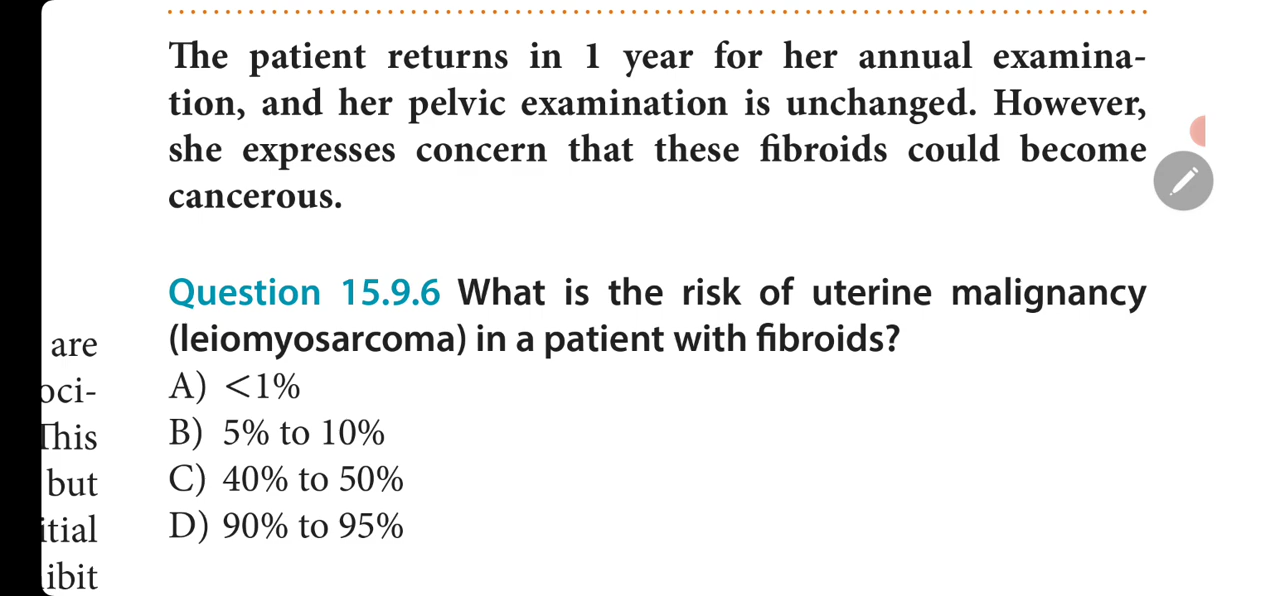 The patient returns in 1 year for her annual examina-
tion, and her pelvic examination is unchanged. However,
she expresses concern that these fibroids could become
cancerous.
Question 15.9.6 What is the risk of uterine malignancy
(leiomyosarcoma) in a patient with fibroids?
A) <1%
B) 5% to 10%
C) 40% to 50%
D) 90% to 95%
are
oci-
This
but
itial
ibit